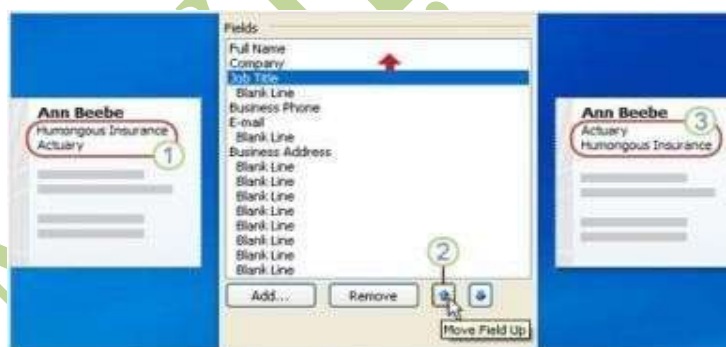 Ann Beebe
Humongous Insurance
Actuary
1
Fields
Full Name
Company
Job Title
Blank Line
Business Phone
E-mail
Blank Line
Business Address
Blank Line
Blank Line
Blank Line
Blank Line
Blank Line
Blank Line
Blank Line
Blank Line
2
Add...
Remove
Move Field Up
Ann Beebe
Actuary
Humongous Insurance
3